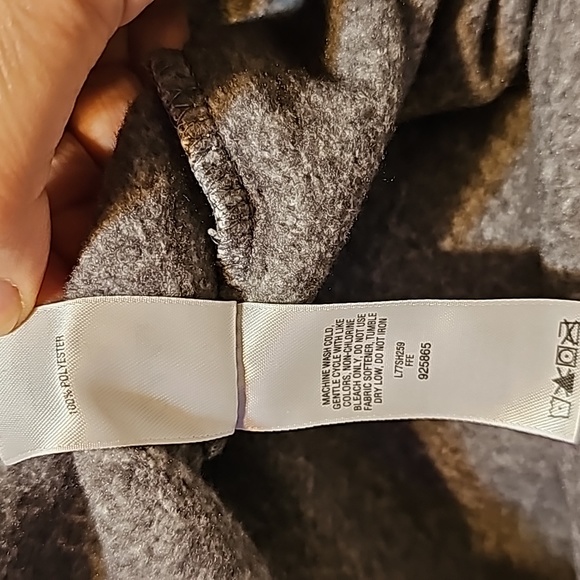 100% POLYESTER
MACHINE WASH COLD,
GENTLE CYCLE WITH LIKE
COLORS, NON-CHLORINE
BLEACH ONLY, DO NOT USE
FABRIC SOFTENER, TUMBLE
DRY LOW, DO NOT IRON
L77SH259
FFE
925865